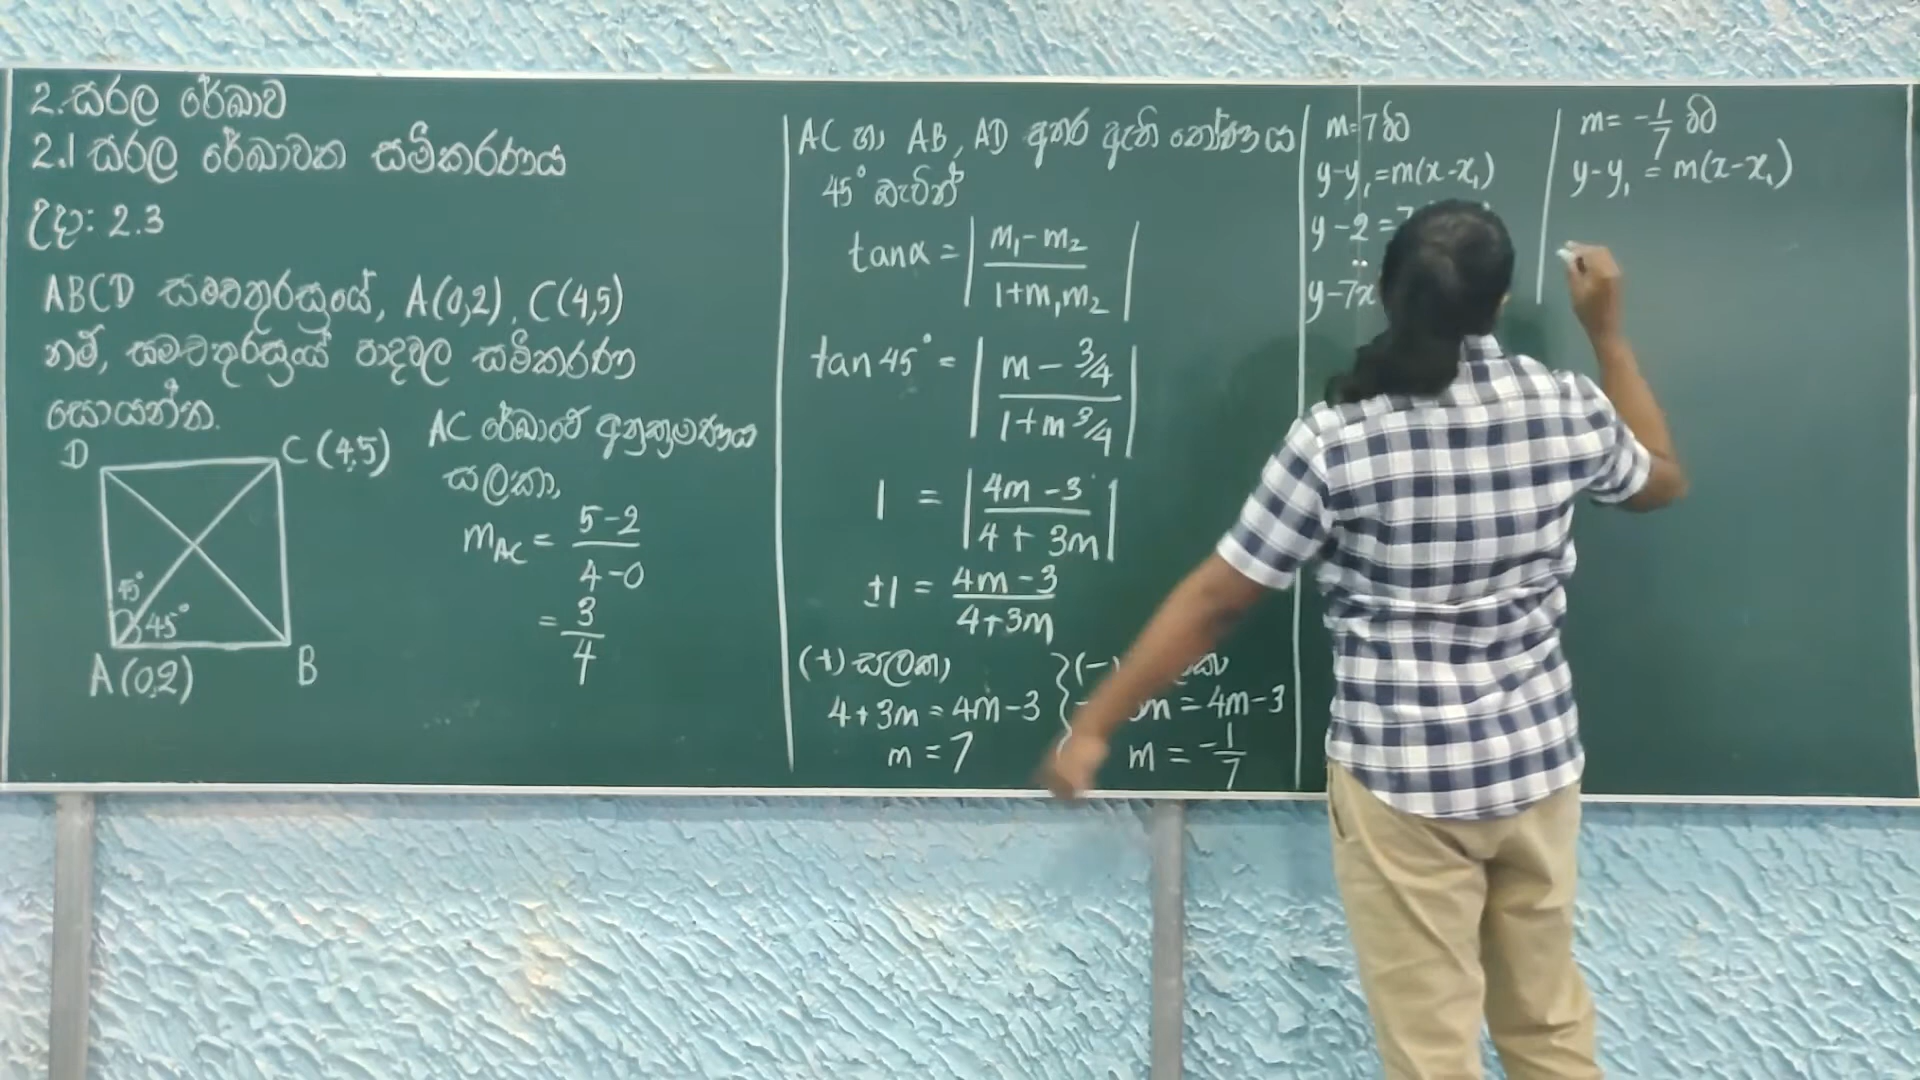 2. සරල රේඛාව
2.1 සරල රේඛාවක සමීකරණය
උදා: 2.3
ABCD සමචතුරස්‍රයේ, A(0,2), C(4,5)
නම්, සමචතුරස්‍රයේ පාදවල සමීකරණ
සොයන්න.
D
C (4,5)
45°
45°
A(0,2)
B
AC රේඛාවේ අනුක්‍රමණය
සලකා,
m_AC = (5-2)/(4-0)
= 3/4
AC හා AB, AD අතර ඇති කෝණය
45° බැවින්
tanα = |(m₁-m₂)/(1+m₁m₂)|
tan45° = |(m - 3/4)/(1+m 3/4)|
1 = |(4m-3)/(4+3m)|
±1 = (4m-3)/(4+3m)
(+) සලකා
4+3m = 4m-3
m = 7
(-)
= 4m-3
m = -1/7
m=7 විට
y-y₁=m(x-x₁)
y-2 = 7
y-7x
m= -1/7 විට
y-y₁ = m(x-x₁)